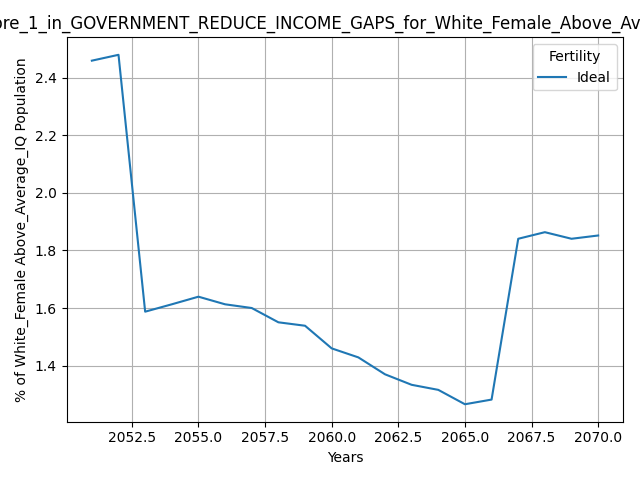 ore_1_in_GOVERNMENT_REDUCE_INCOME_GAPS_for_White_Female_Above_Av
Fertility
Ideal
% of White_Female Above_Average_IQ Population
2.4
2.2
2.0
1.8
1.6
1.4
2052.5 2055.0 2057.5 2060.0 2062.5 2065.0 2067.5 2070.0
Years